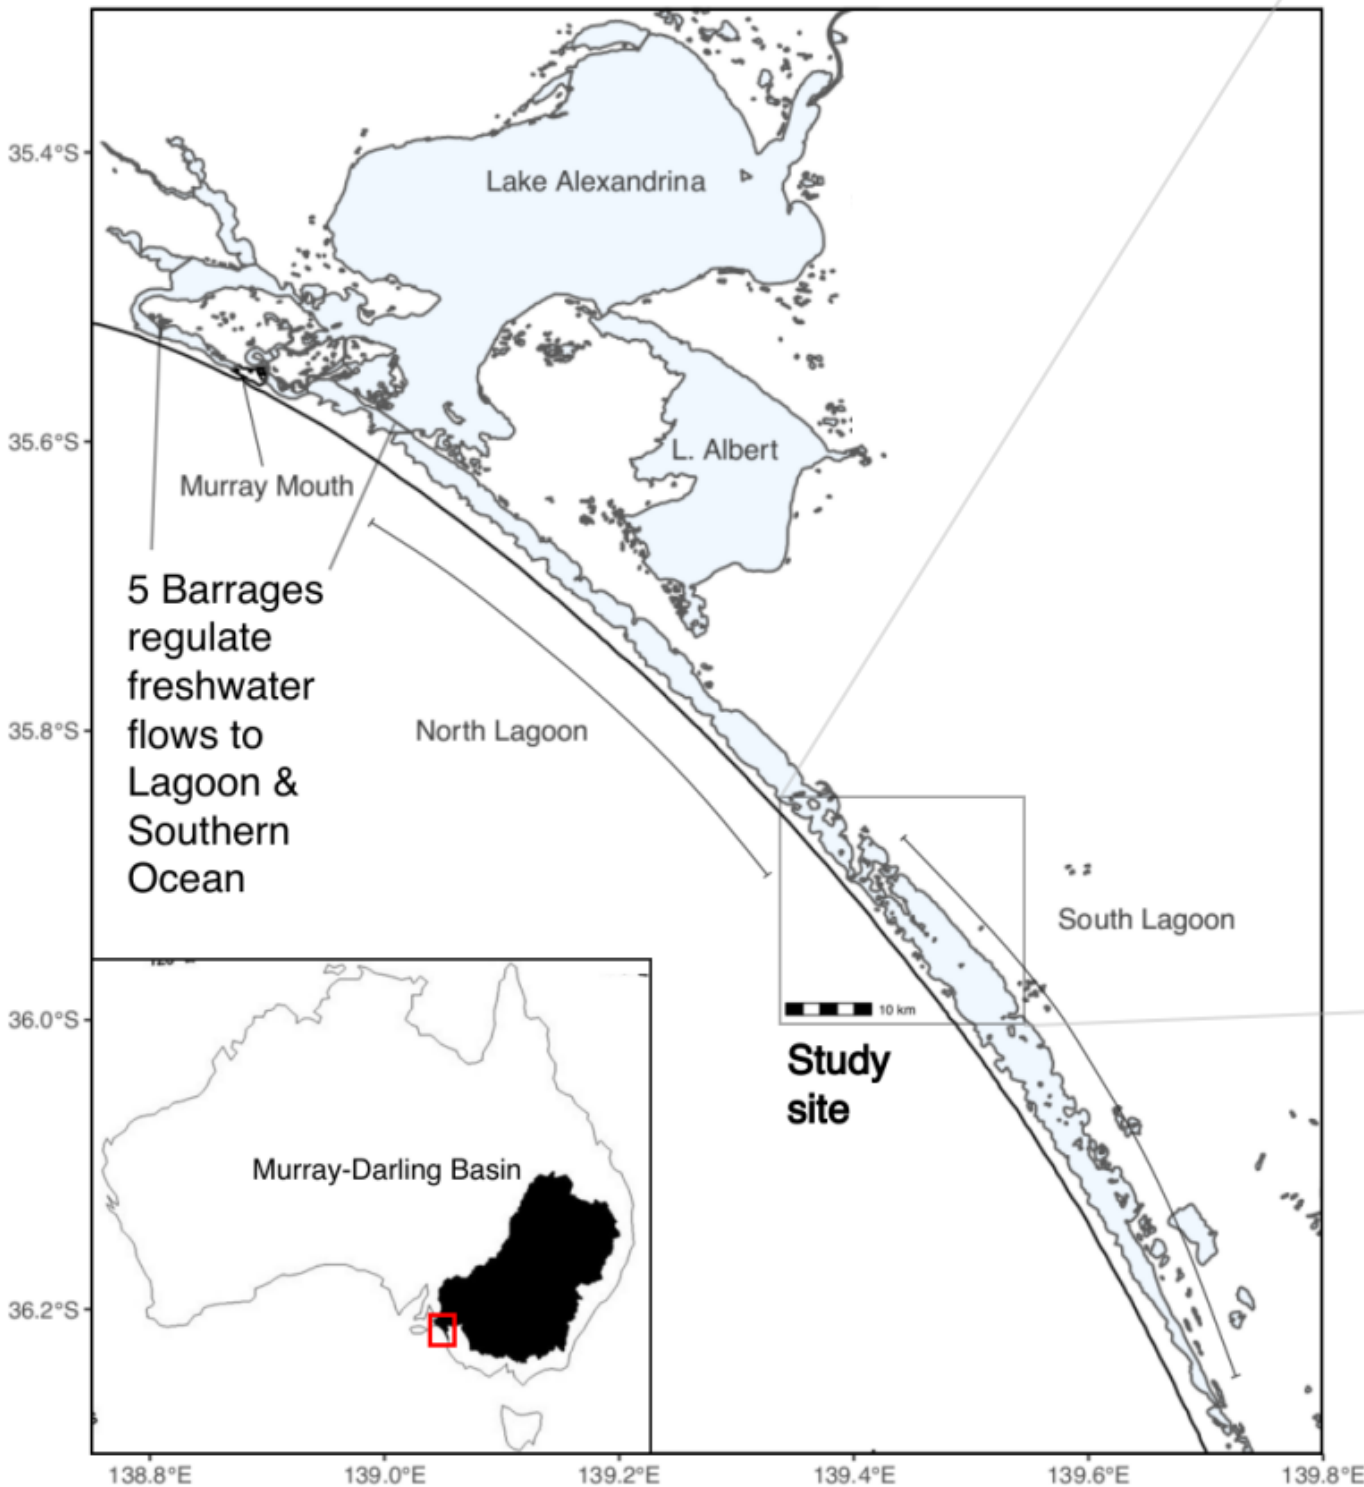 35.4°S
Lake Alexandrina
35.6°S
L. Albert
Murray Mouth
5 Barrages
regulate
freshwater
flows to
Lagoon &
Southern
Ocean
35.8°S
North Lagoon
South Lagoon
36.0°S
10 km
Study
site
Murray-Darling Basin
36.2°S
138.8°E
139.0°E
139.2°E
139.4°E
139.6°E
139.8°E